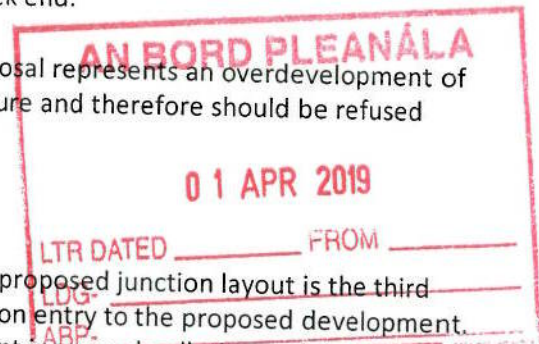 end.
AN BORD PLEANÁLA
osal represents an overdevelopment of
ure and therefore should be refused
01 APR 2019
LTR DATED FROM
proposed junction layout is the third
LDG-
on entry to the proposed development.
ABP-